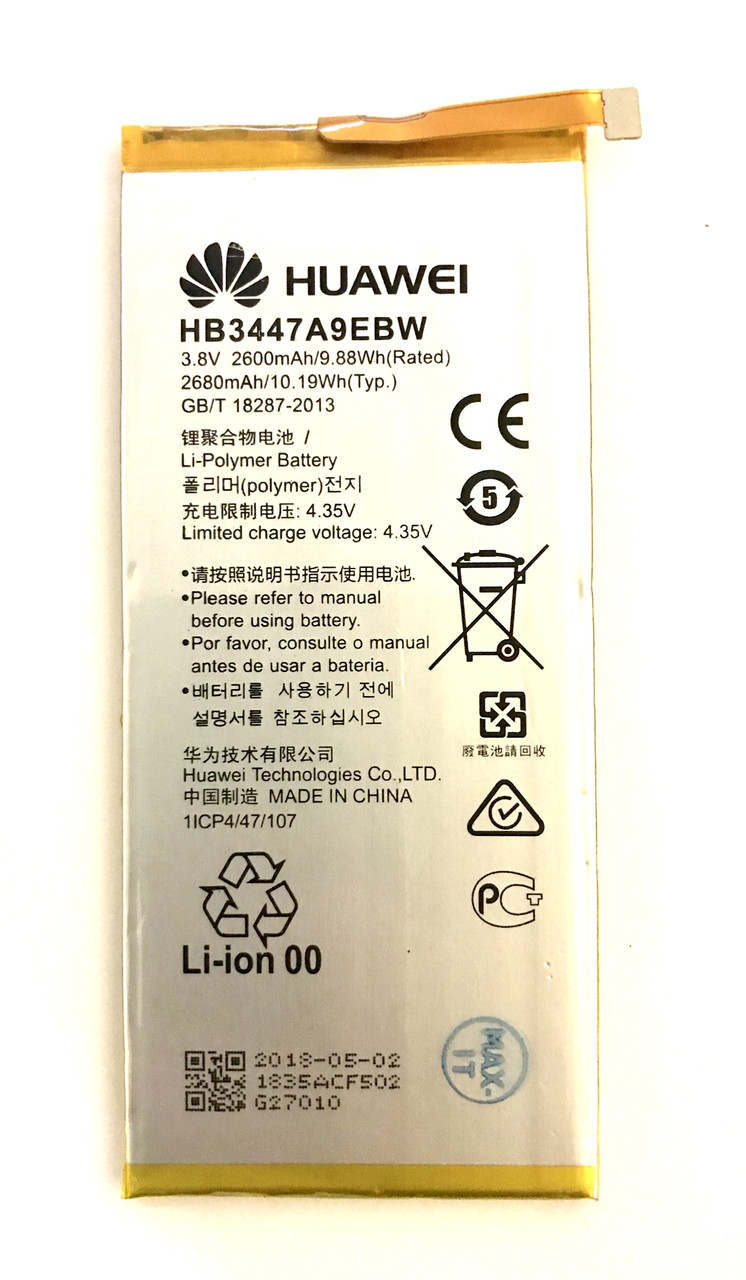 HUAWEI
HB3447A9EBW
3.8V 2600mAh/9.88Wh(Rated)
2680mAh/10.19Wh(Typ.)
GB/T 18287-2013
CE
锂聚合物电池 /
Li-Polymer Battery
폴리머(polymer)전지
5
充电限制电压: 4.35V
Limited charge voltage: 4.35V
•请按照说明书指示使用电池.
•Please refer to manual
before using battery.
•Por favor, consulte o manual
antes de usar a bateria.
•배터리를 사용하기 전에
설명서를 참조하십시오
廢電池請回收
华为技术有限公司
Huawei Technologies Co.,LTD.
中国制造 MADE IN CHINA
1ICP4/47/107
PCT
Li-ion 00
2018-05-02
1835ACF502
G27010
MAX-
IT